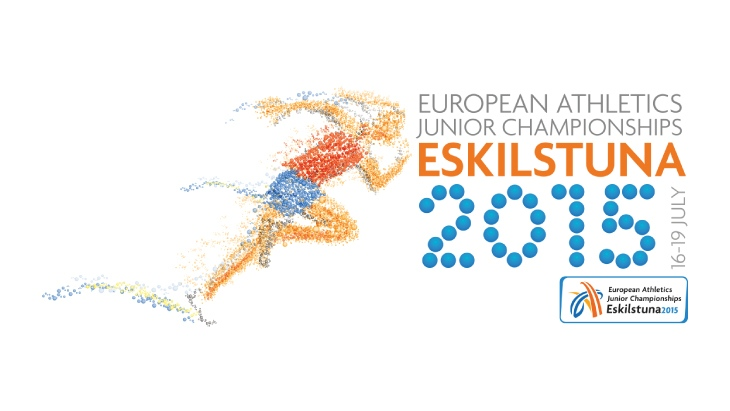 EUROPEAN ATHLETICS
JUNIOR CHAMPIONSHIPS
ESKILSTUNA
2015
16-19 JULY
European Athletics
Junior Championships
Eskilstuna2015